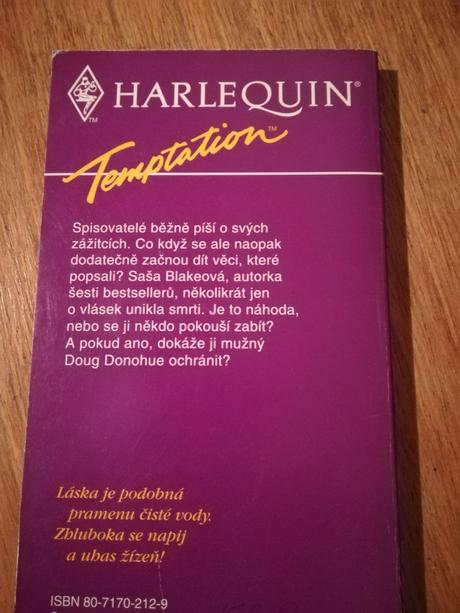 HARLEQUIN®
TM
Temptation™
Spisovatelé běžně píší o svých
zážitcích. Co když se ale naopak
dodatečně začnou dít věci, které
popsali? Saša Blakeová, autorka
šesti bestsellerů, několikrát jen
o vlásek unikla smrti. Je to náhoda,
nebo se ji někdo pokouší zabít?
A pokud ano, dokáže ji mužný
Doug Donohue ochránit?
Láska je podobná
pramenu čisté vody.
Zhluboka se napij
a uhas žízeň!
ISBN 80-7170-212-9